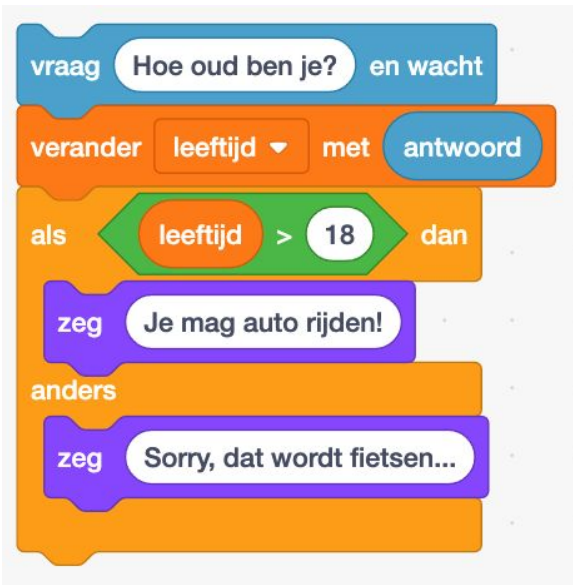 vraag Hoe oud ben je? en wacht
verander leeftijd met antwoord
als leeftijd > 18 dan
zeg Je mag auto rijden!
anders
zeg Sorry, dat wordt fietsen...